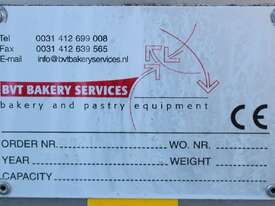 Tel 0031 412 699 008
Fax 0031 412 639 565
E-mail info@bvtbakeryservices.nl
BVT BAKERY SERVICES
bakery and pastry equipment
CE
ORDER NR. WO. NR.
YEAR WEIGHT
CAPACITY